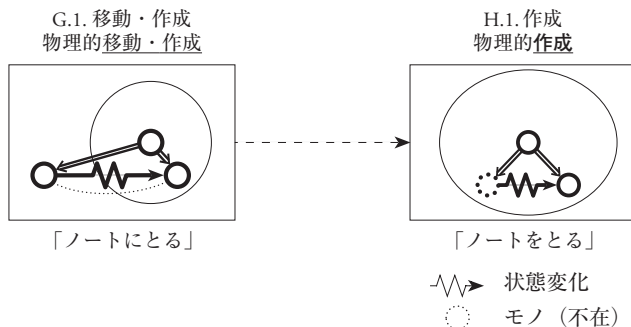 G.1. 移動・作成
物理的移動・作成
H.1. 作成
物理的作成
「ノートにとる」
「ノートをとる」
状態変化
モノ（不在）